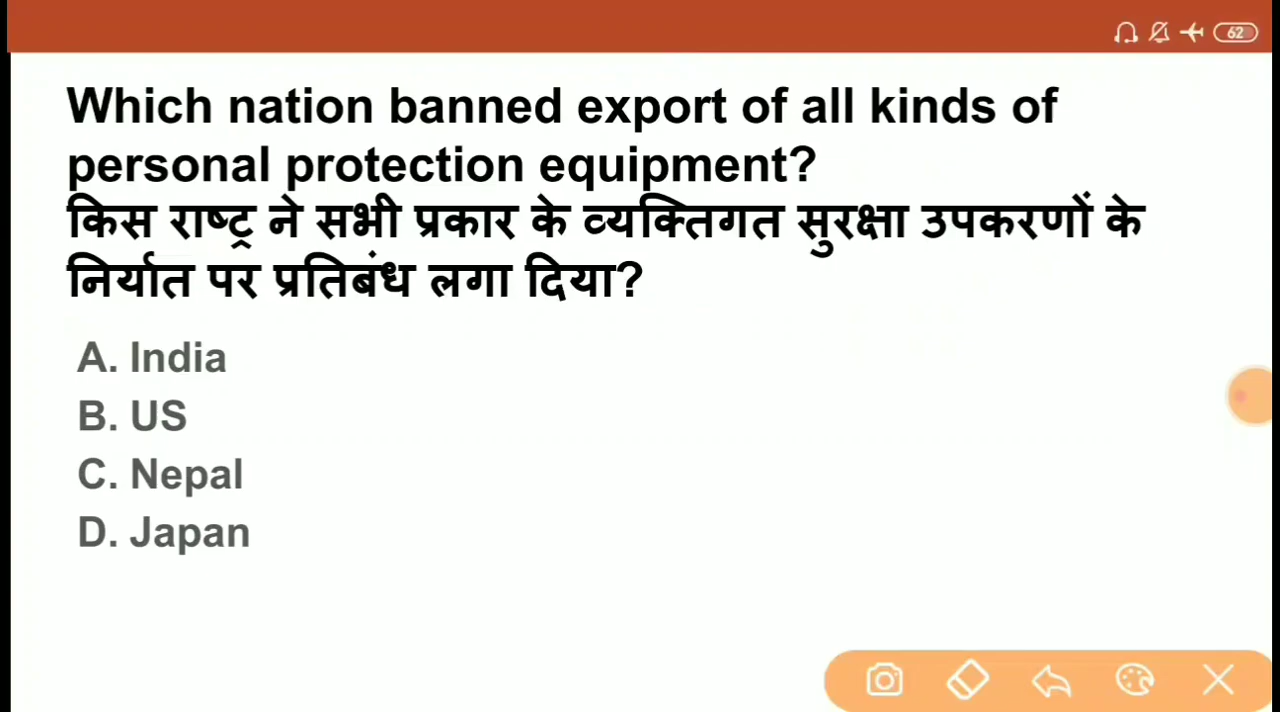 62
Which nation banned export of all kinds of
personal protection equipment?
किस राष्ट्र ने सभी प्रकार के व्यक्तिगत सुरक्षा उपकरणों के
निर्यात पर प्रतिबंध लगा दिया?
A. India
B. US
C. Nepal
D. Japan